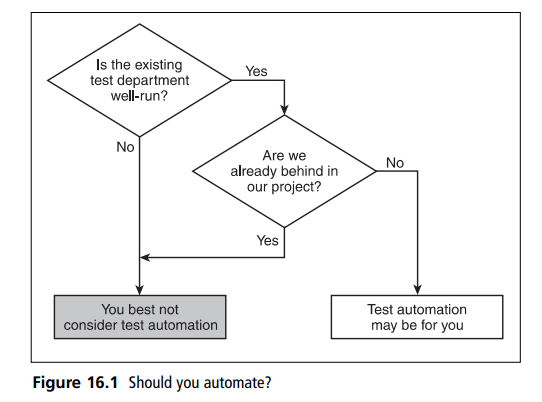 Is the existing
test department
well-run?
Yes
No
Are we
already behind in
our project?
No
Yes
You best not
consider test automation
Test automation
may be for you
Figure 16.1 Should you automate?